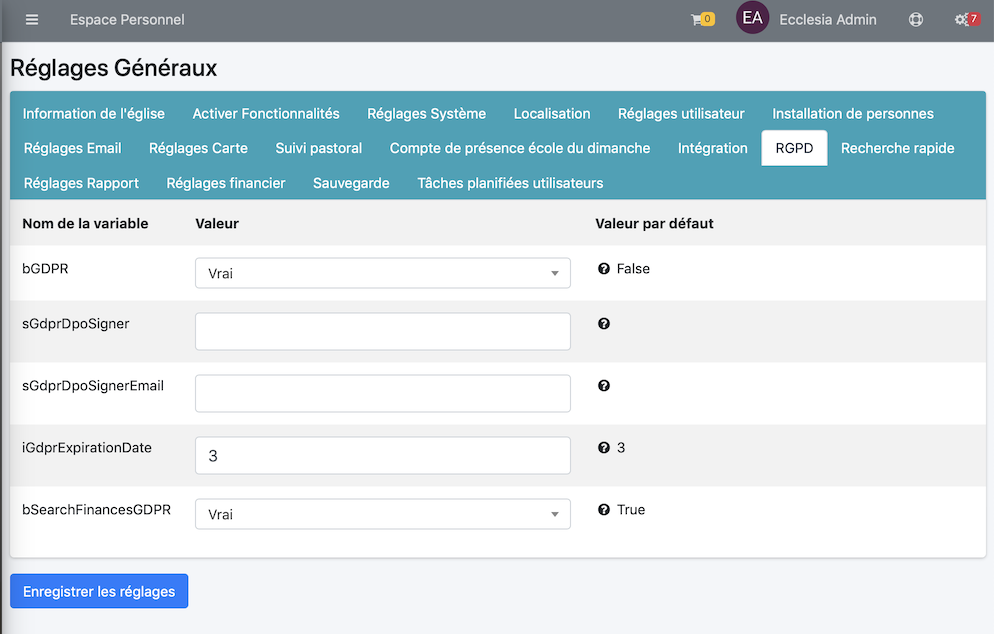 Espace Personnel 0 EA Ecclesia Admin 7
Réglages Généraux
Information de l'église Activer Fonctionnalités Réglages Système Localisation Réglages utilisateur Installation de personnes
Réglages Email Réglages Carte Suivi pastoral Compte de présence école du dimanche Intégration RGPD Recherche rapide
Réglages Rapport Réglages financier Sauvegarde Tâches planifiées utilisateurs
Nom de la variable Valeur Valeur par défaut
bGDPR Vrai False
sGdprDpoSigner
sGdprDpoSignerEmail
iGdprExpirationDate 3 3
bSearchFinancesGDPR Vrai True
Enregistrer les réglages